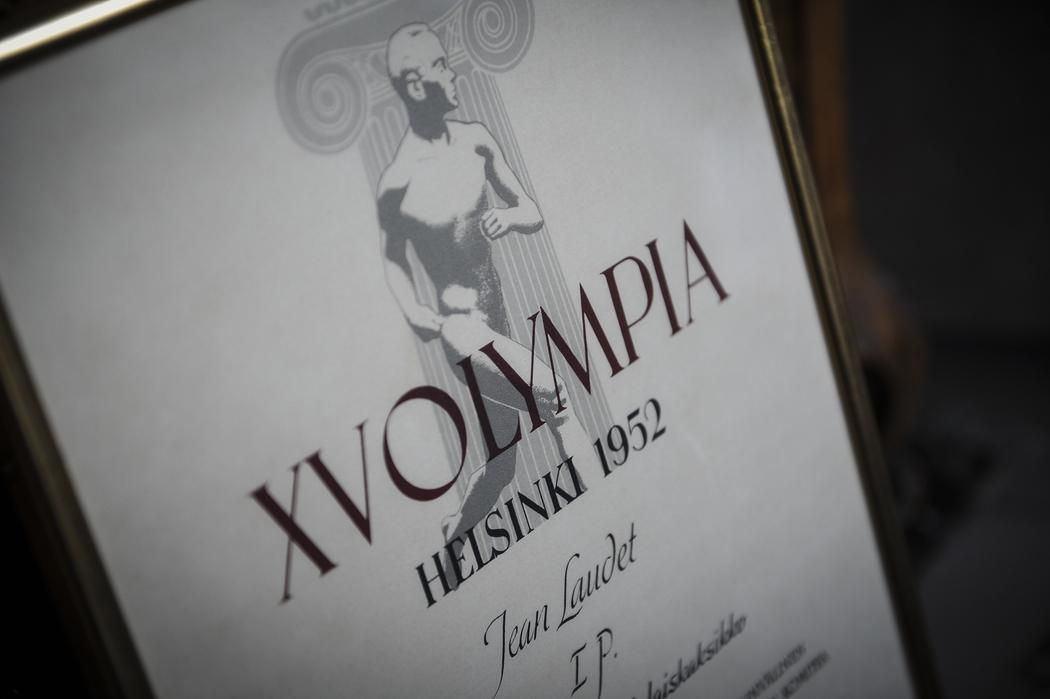 XV OLYMPIA
HELSINKI 1952
Jean Laudet
I P.